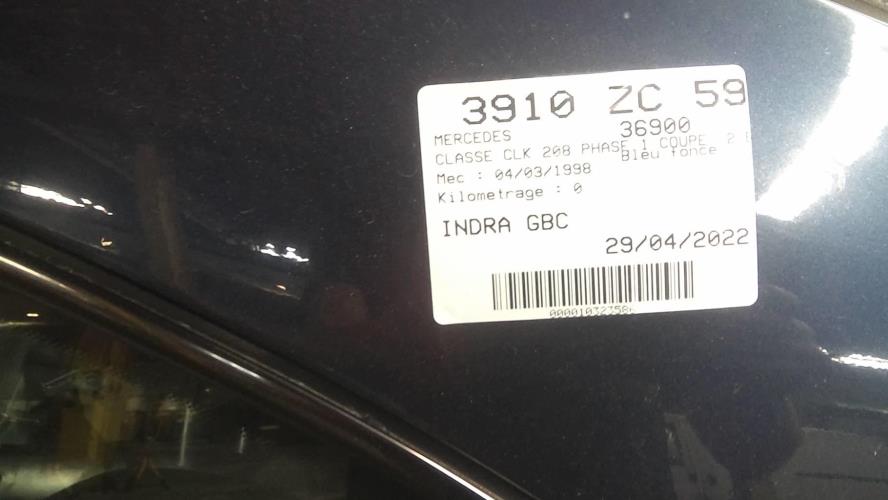 3910 ZC 59
MERCEDES 36900
CLASSE CLK 208 PHASE 1 COUPE 2
Bleu fonce
Mec : 04/03/1998
Kilometrage : 0
INDRA GBC
29/04/2022